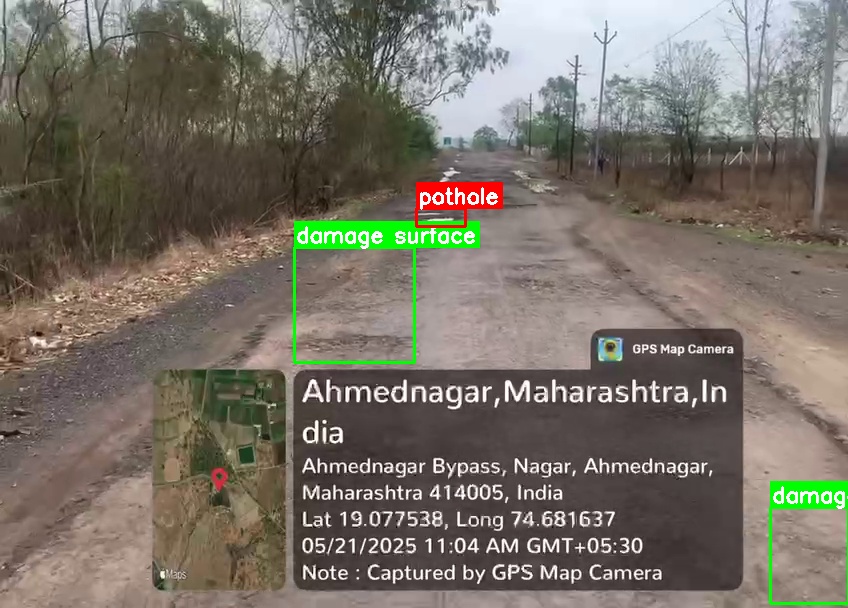 pothole
damage surface
GPS Map Camera
Ahmednagar,Maharashtra,In
dia
Ahmednagar Bypass, Nagar, Ahmednagar,
Maharashtra 414005, India
Lat 19.077538, Long 74.681637
05/21/2025 11:04 AM GMT+05:30
Note : Captured by GPS Map Camera
damag
Maps